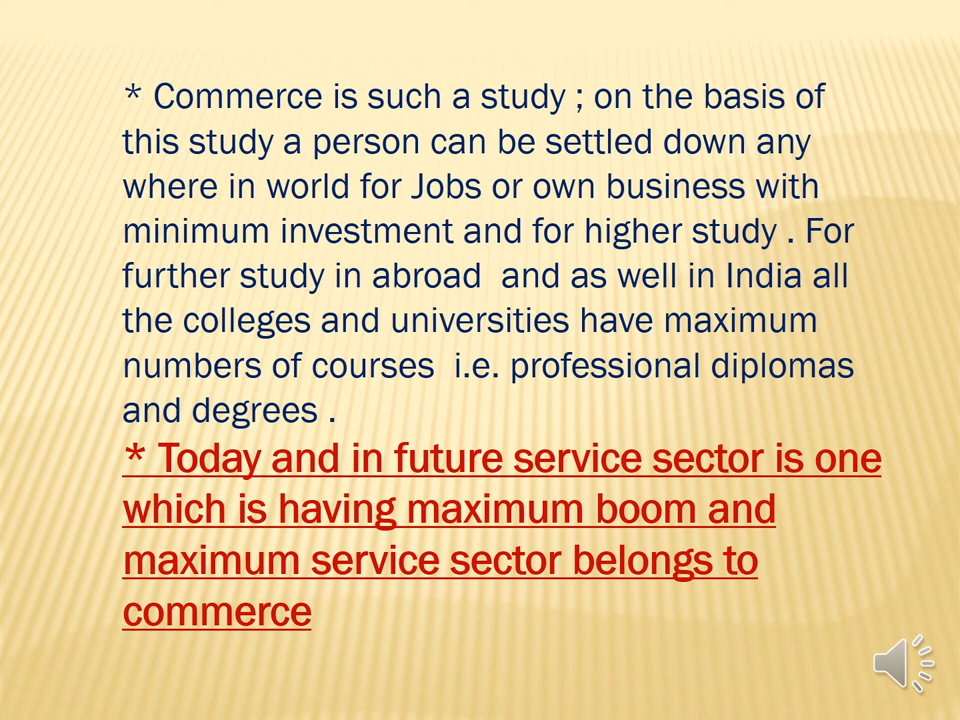 * Commerce is such a study ; on the basis of
this study a person can be settled down any
where in world for Jobs or own business with
minimum investment and for higher study . For
further study in abroad  and as well in India all
the colleges and universities have maximum
numbers of courses  i.e. professional diplomas
and degrees .
* Today and in future service sector is one
which is having maximum boom and
maximum service sector belongs to
commerce